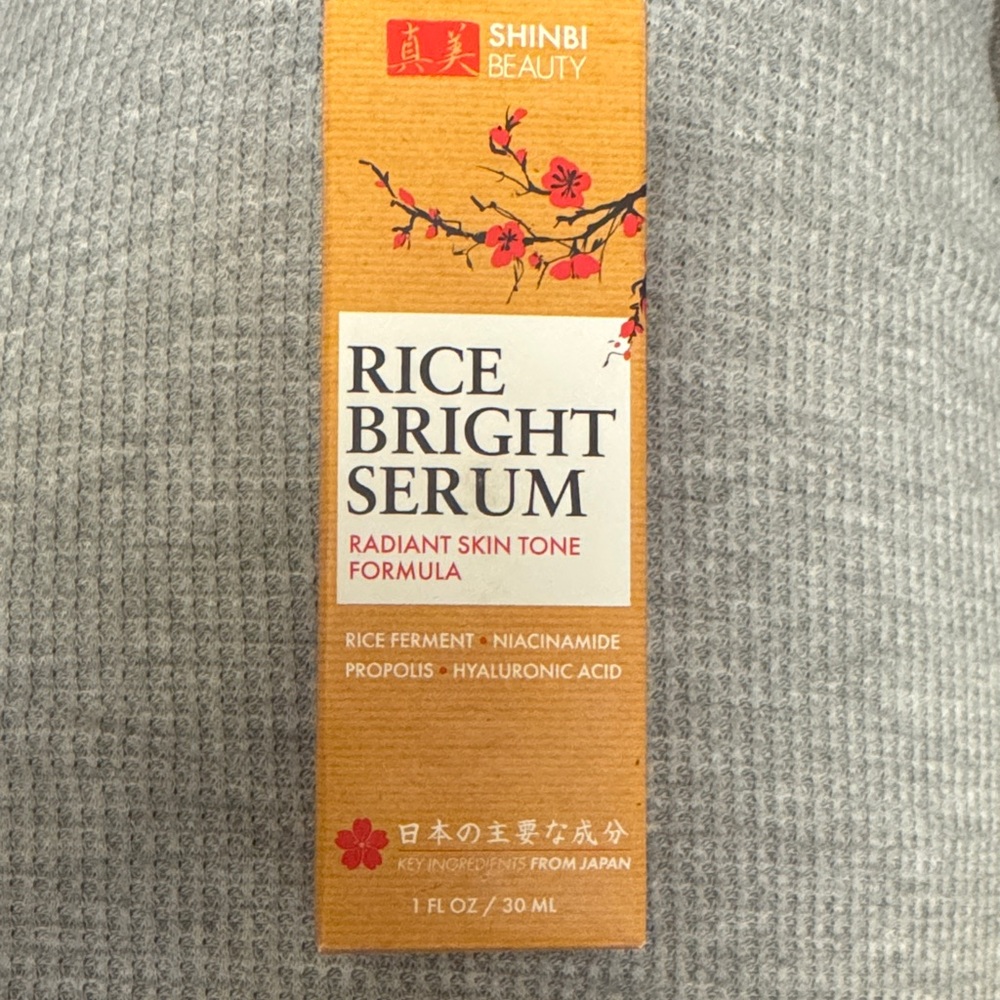 真美
SHINBI
BEAUTY
RICE
BRIGHT
SERUM
RADIANT SKIN TONE
FORMULA
RICE FERMENT • NIACINAMIDE
PROPOLIS • HYALURONIC ACID
日本の主要な成分
KEY INGREDIENTS FROM JAPAN
1 FL OZ / 30 ML